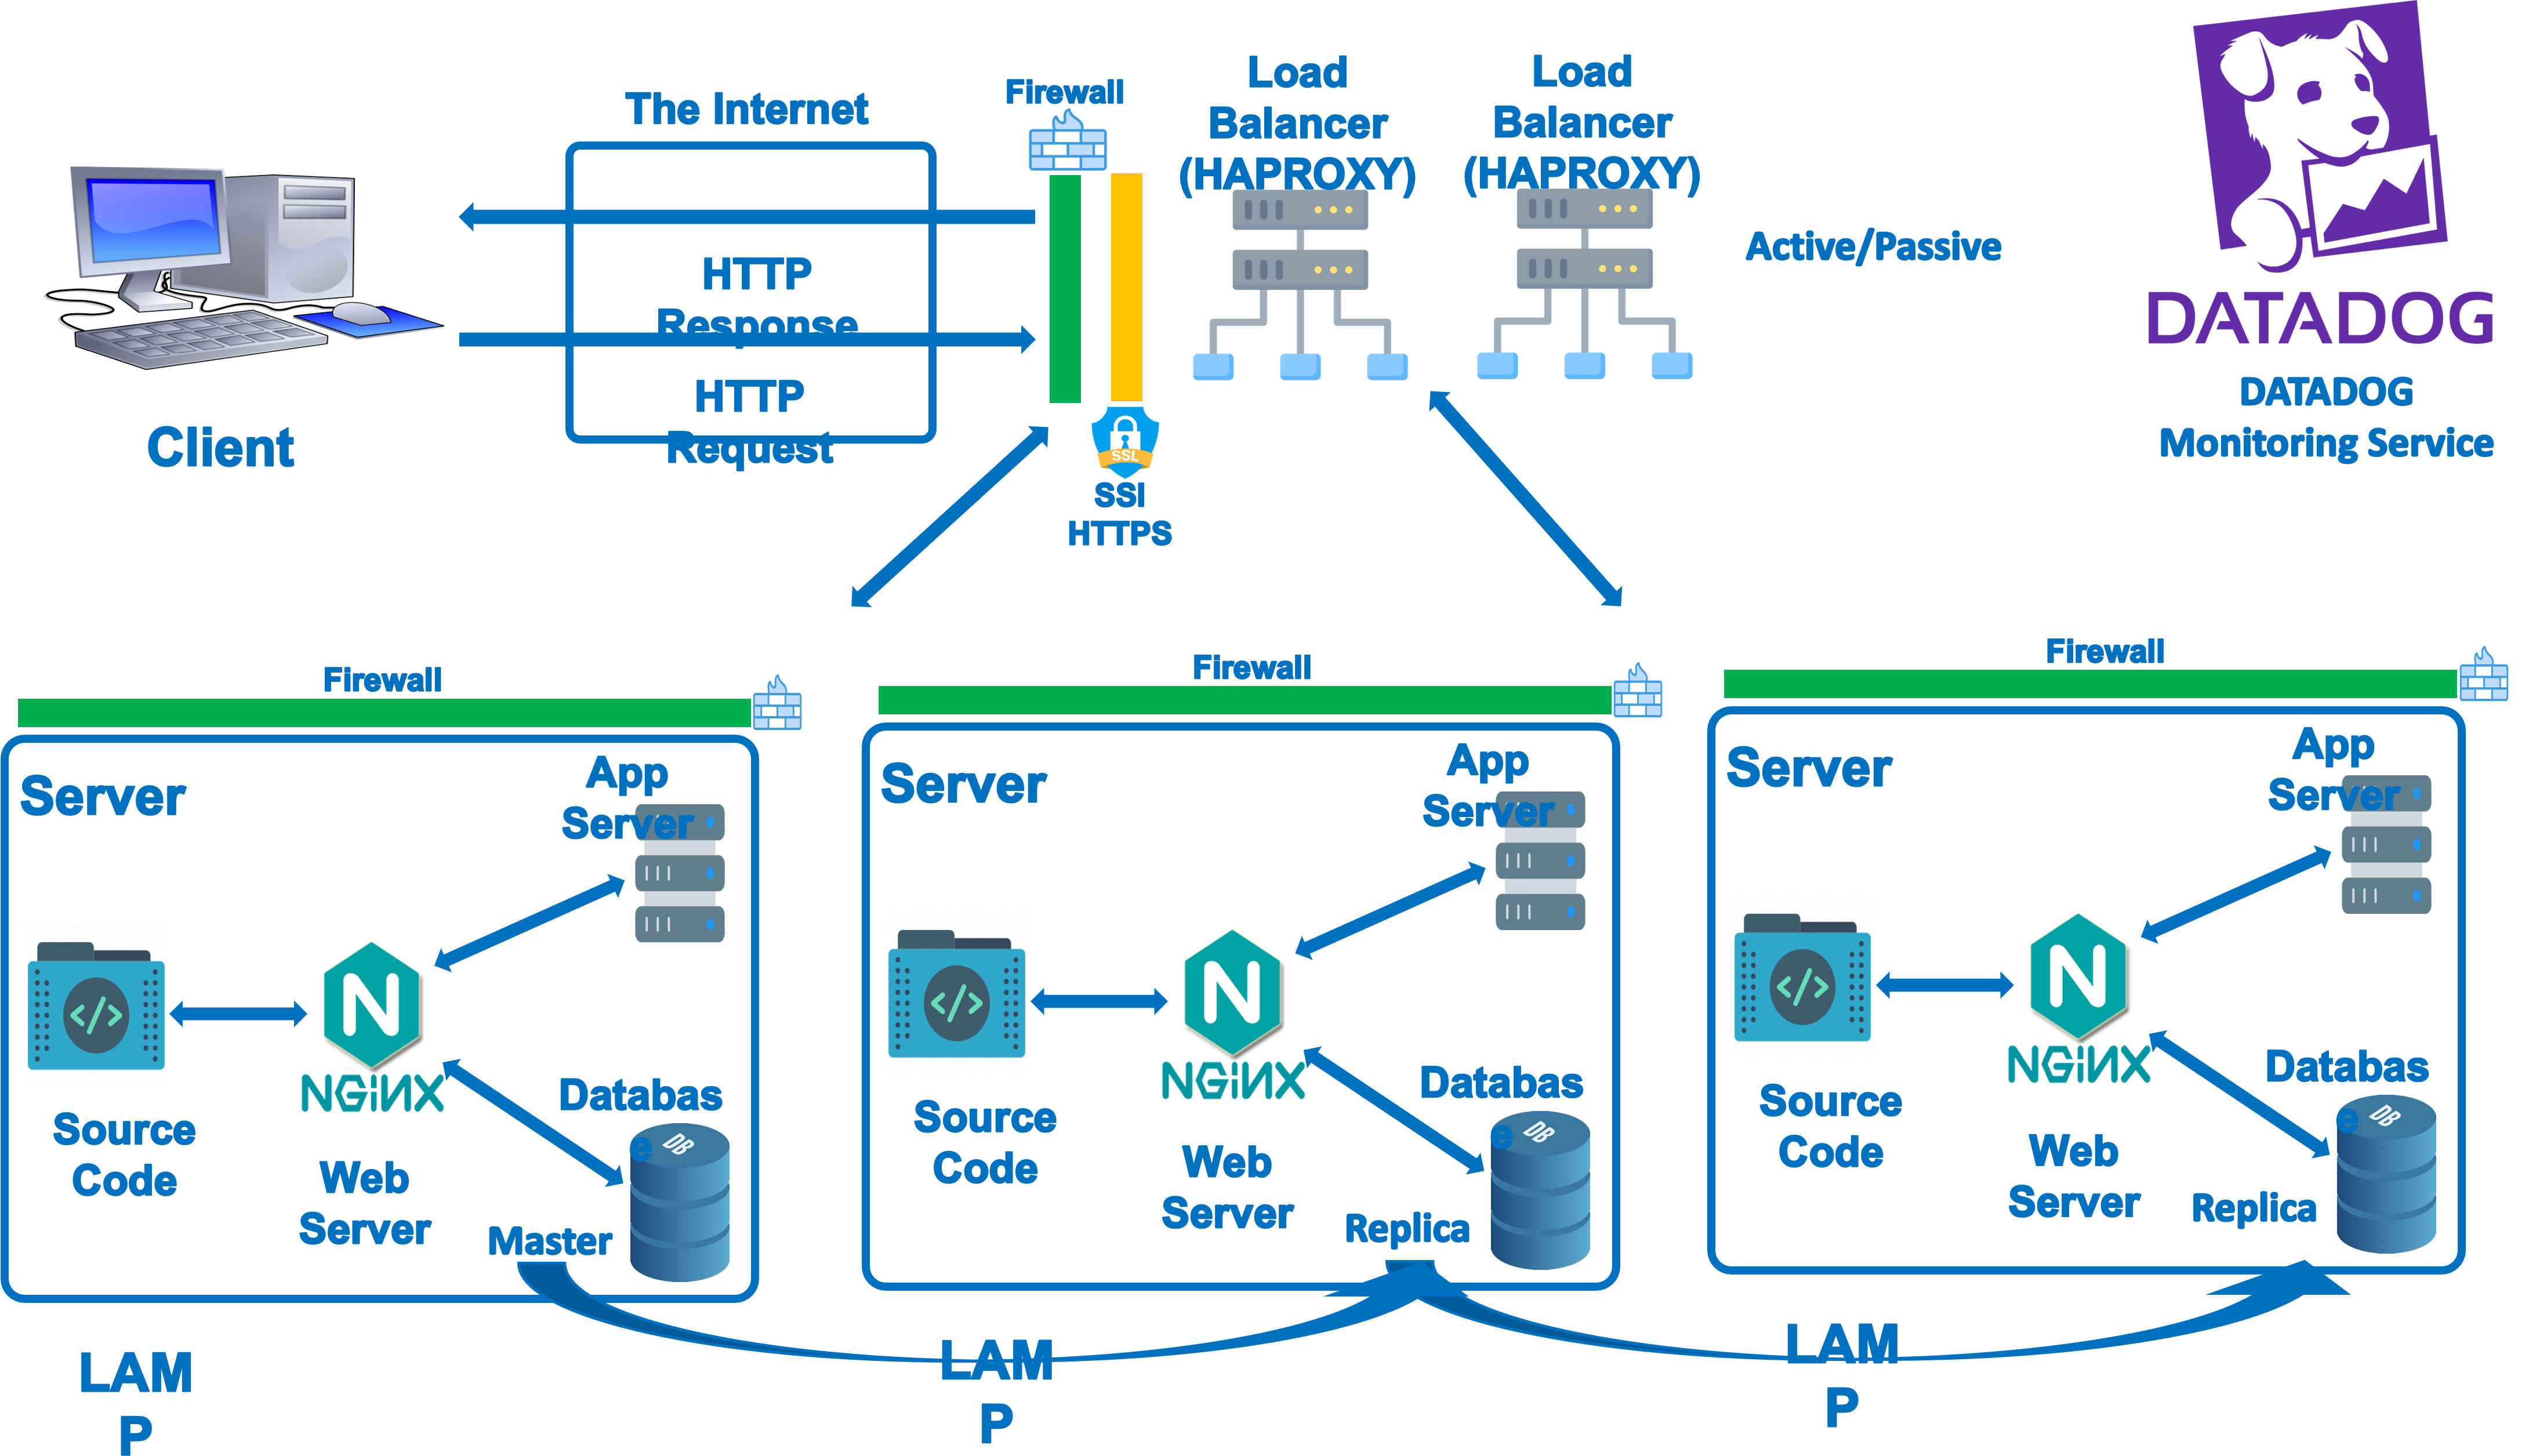 The Internet
HTTP
Response
HTTP
Request
Client
Firewall
SSL
SSI
HTTPS
Load
Balancer
(HAPROXY)
Load
Balancer
(HAPROXY)
Active/Passive
DATADOG
DATADOG
Monitoring Service
Firewall
Server
App
Server
Source
Code
NGiNX
Web
Server
Databas
e
DB
Master
LAM
P
Firewall
Server
App
Server
Source
Code
NGiNX
Web
Server
Databas
e
DB
Replica
LAM
P
Firewall
Server
App
Server
Source
Code
NGiNX
Web
Server
Databas
e
DB
Replica
LAM
P